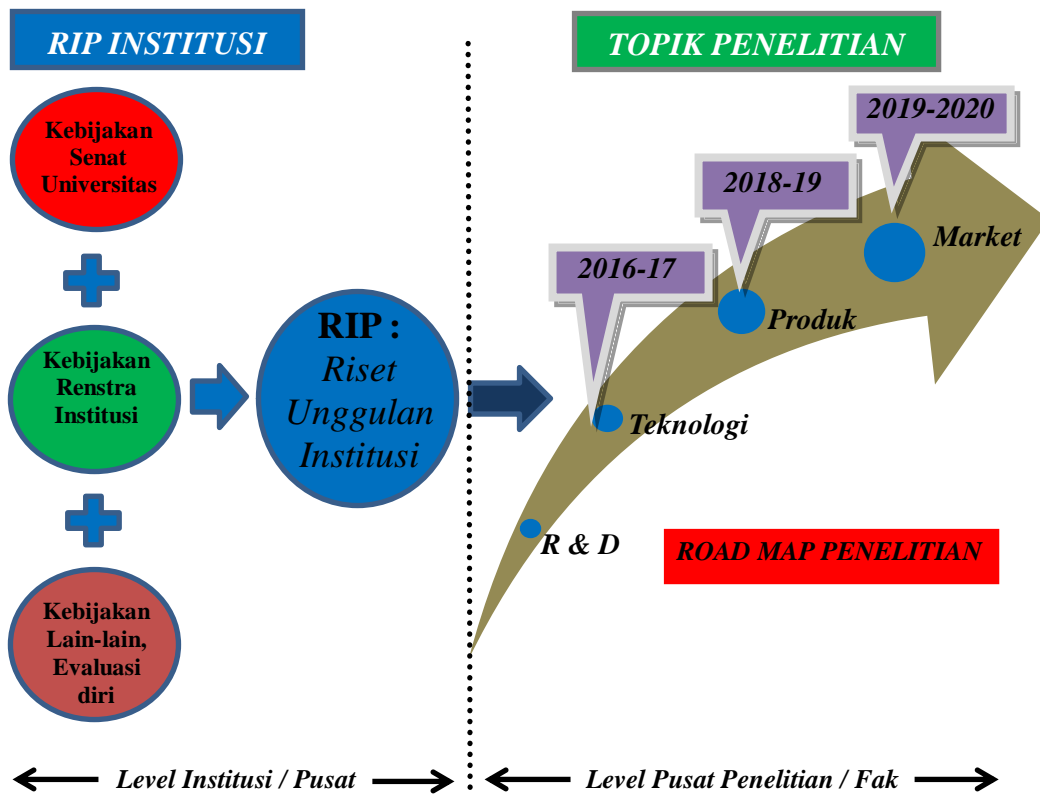 RIP INSTITUSI
Kebijakan
Senat
Universitas
Kebijakan
Renstra
Institusi
Kebijakan
Lain-lain,
Evaluasi
diri
RIP :
Riset
Unggulan
Institusi
TOPIK PENELITIAN
2019-2020
2018-19
2016-17
Market
Produk
Teknologi
R & D
ROAD MAP PENELITIAN
Level Institusi / Pusat
Level Pusat Penelitian / Fak